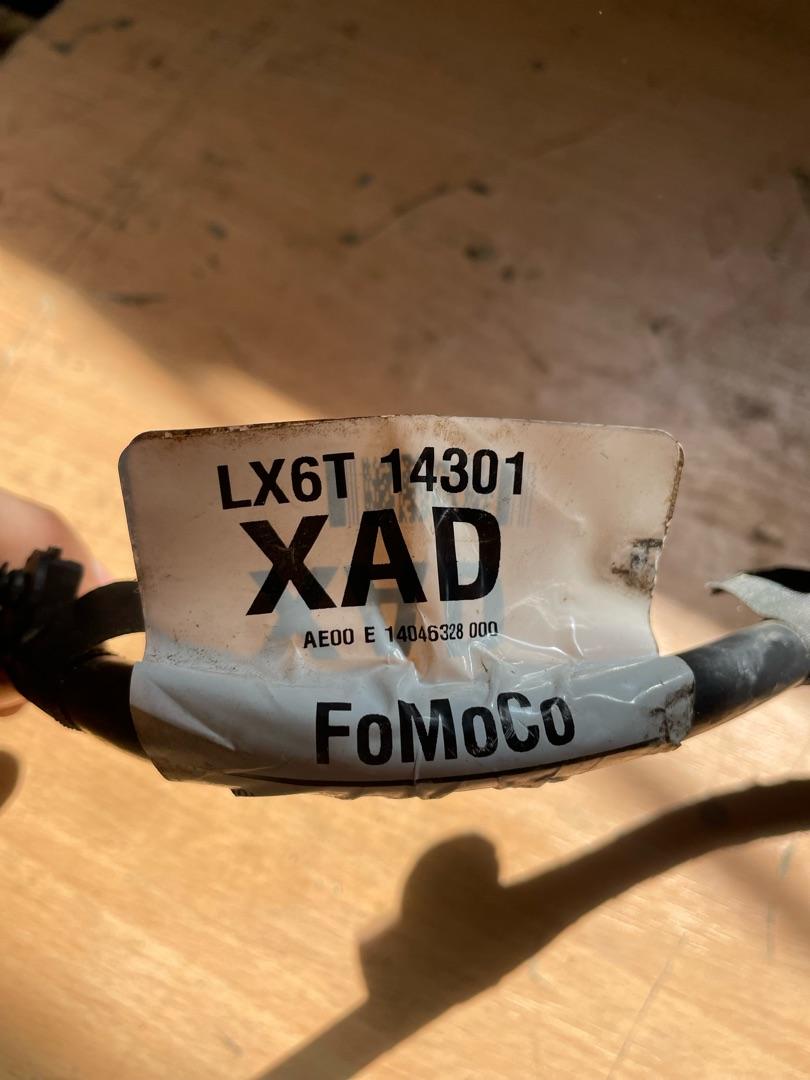 LX6T 14301
XAD
AE00 E 14046328 000
FoMoCo